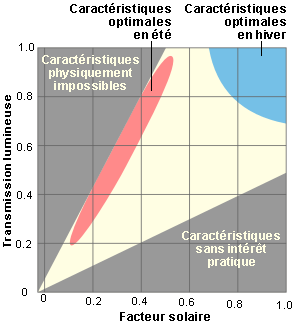 Caractéristiques
optimales
en été
Caractéristiques
optimales
en hiver
Caractéristiques
physiquement
impossibles
Caractéristiques
sans intérêt
pratique
Transmission lumineuse
1.0
0.8
0.6
0.4
0.2
0
0
0.2
0.4
0.6
0.8
1.0
Facteur solaire